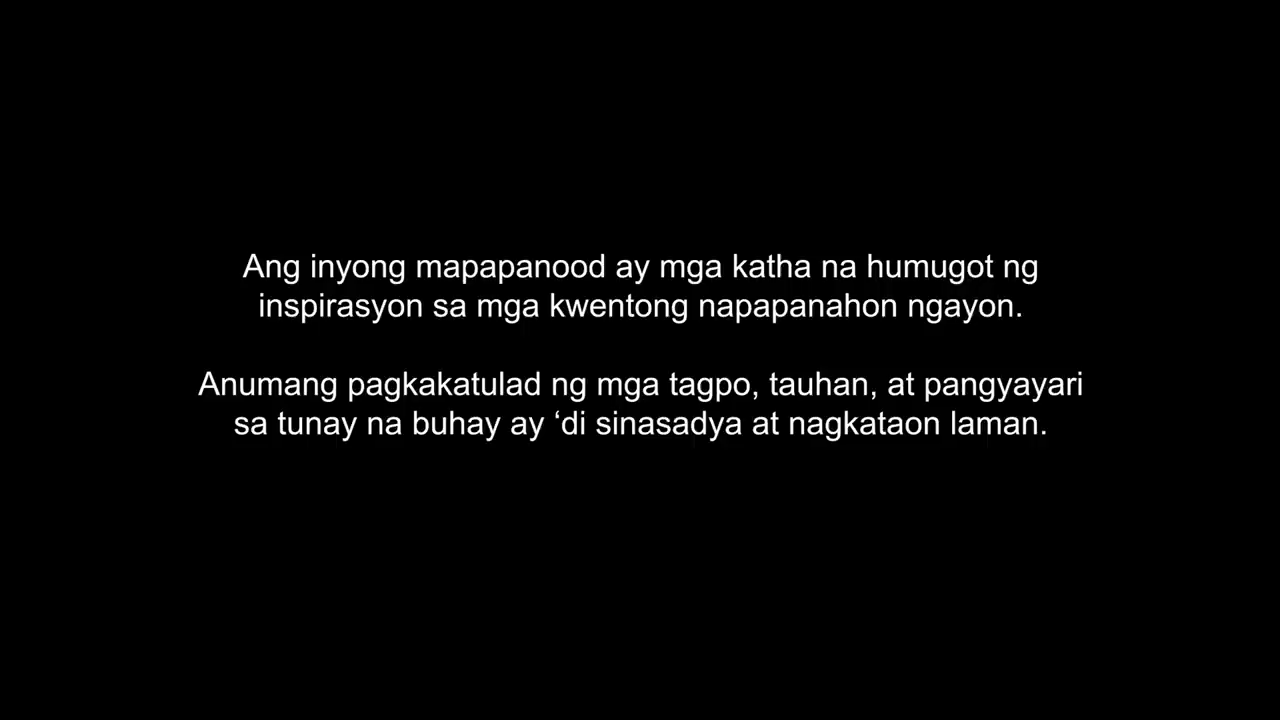 Ang inyong mapapanood ay mga katha na humugot ng
inspirasyon sa mga kwentong napapanahon ngayon.
Anumang pagkakatulad ng mga tagpo, tauhan, at pangyayari
sa tunay na buhay ay ‘di sinasadya at nagkataon laman.